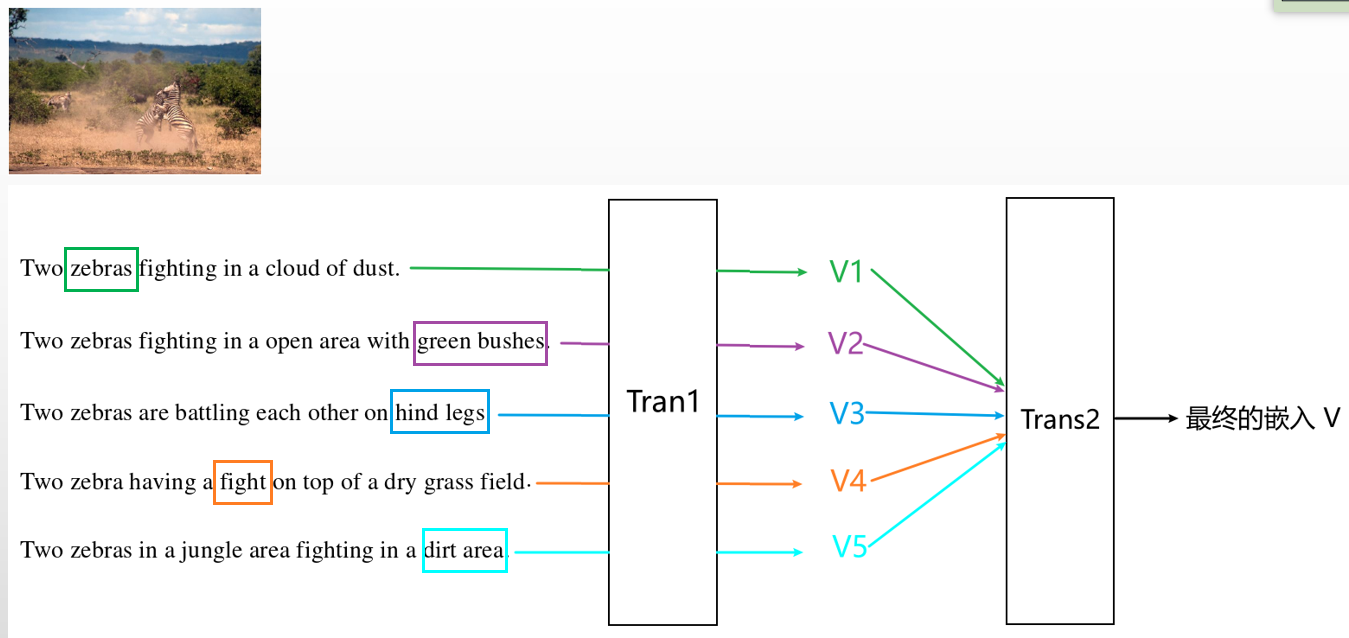 Two zebras fighting in a cloud of dust.
V1
Two zebras fighting in a open area with green bushes.
V2
Tran1
Two zebras are battling each other on hind legs
V3
Trans2
最终的嵌入 V
Two zebra having a fight on top of a dry grass field.
V4
Two zebras in a jungle area fighting in a dirt area.
V5